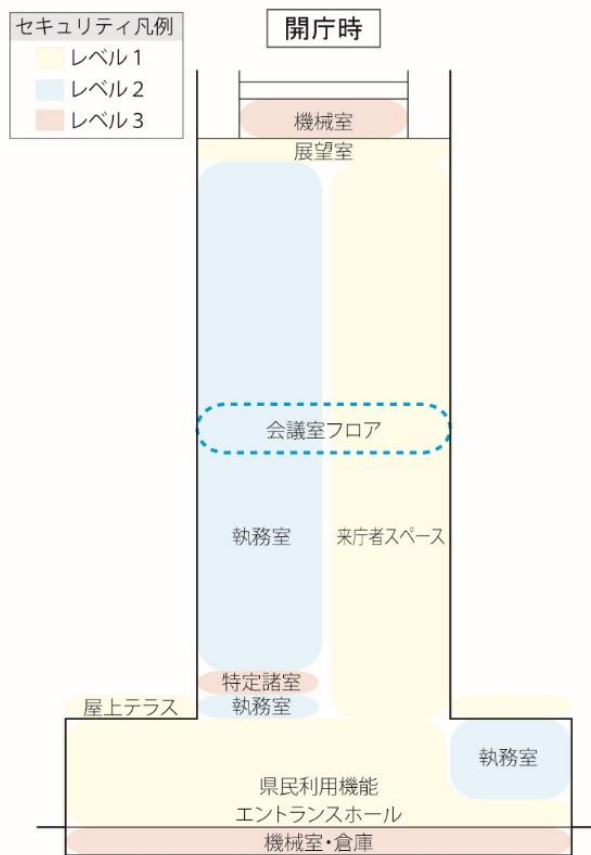 セキュリティ凡例
レベル1
レベル2
レベル3
開庁時
機械室
展望室
会議室フロア
執務室
来庁者スペース
特定諸室
屋上テラス
執務室
執務室
県民利用機能
エントランスホール
機械室・倉庫